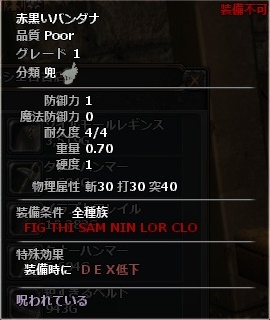 装備不可
赤黒いバンダナ
品質 Poor
グレード 1
分類 兜
防御力 1
魔法防御力 0
耐久度 4/4
重量 0.70
硬度 1
物理属性 斬30 打30 突40
装備条件 全種族
FIG THI SAM NIN LOR CLO
特殊効果
装備時に ＤＥＸ低下
呪われている